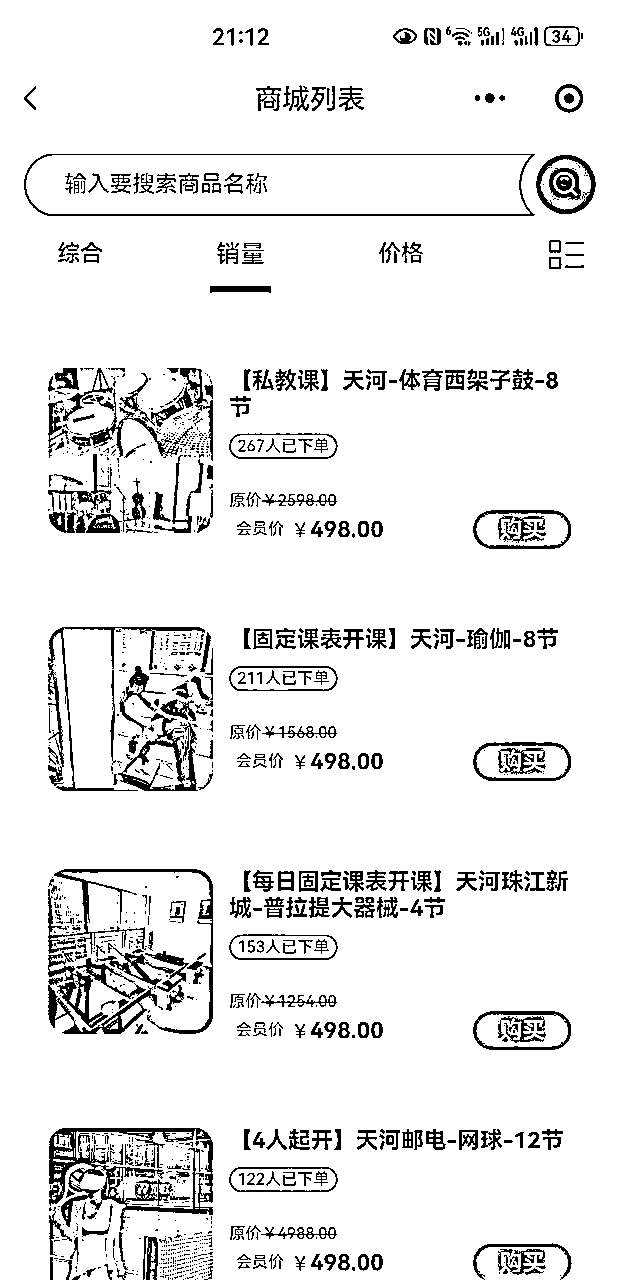 21:12
6 5G 4G 34
商城列表
输入要搜索商品名称
综合 销量 价格
【私教课】天河-体育西架子鼓-8
节
267人已下单
原价￥2598.00
会员价 ￥498.00
购买
【固定课表开课】天河-瑜伽-8节
211人已下单
原价￥1568.00
会员价 ￥498.00
购买
【每日固定课表开课】天河珠江新
城-普拉提大器械-4节
153人已下单
原价￥1254.00
会员价 ￥498.00
购买
【4人起开】天河邮电-网球-12节
122人已下单
原价￥4988.00
会员价 ￥498.00
购买